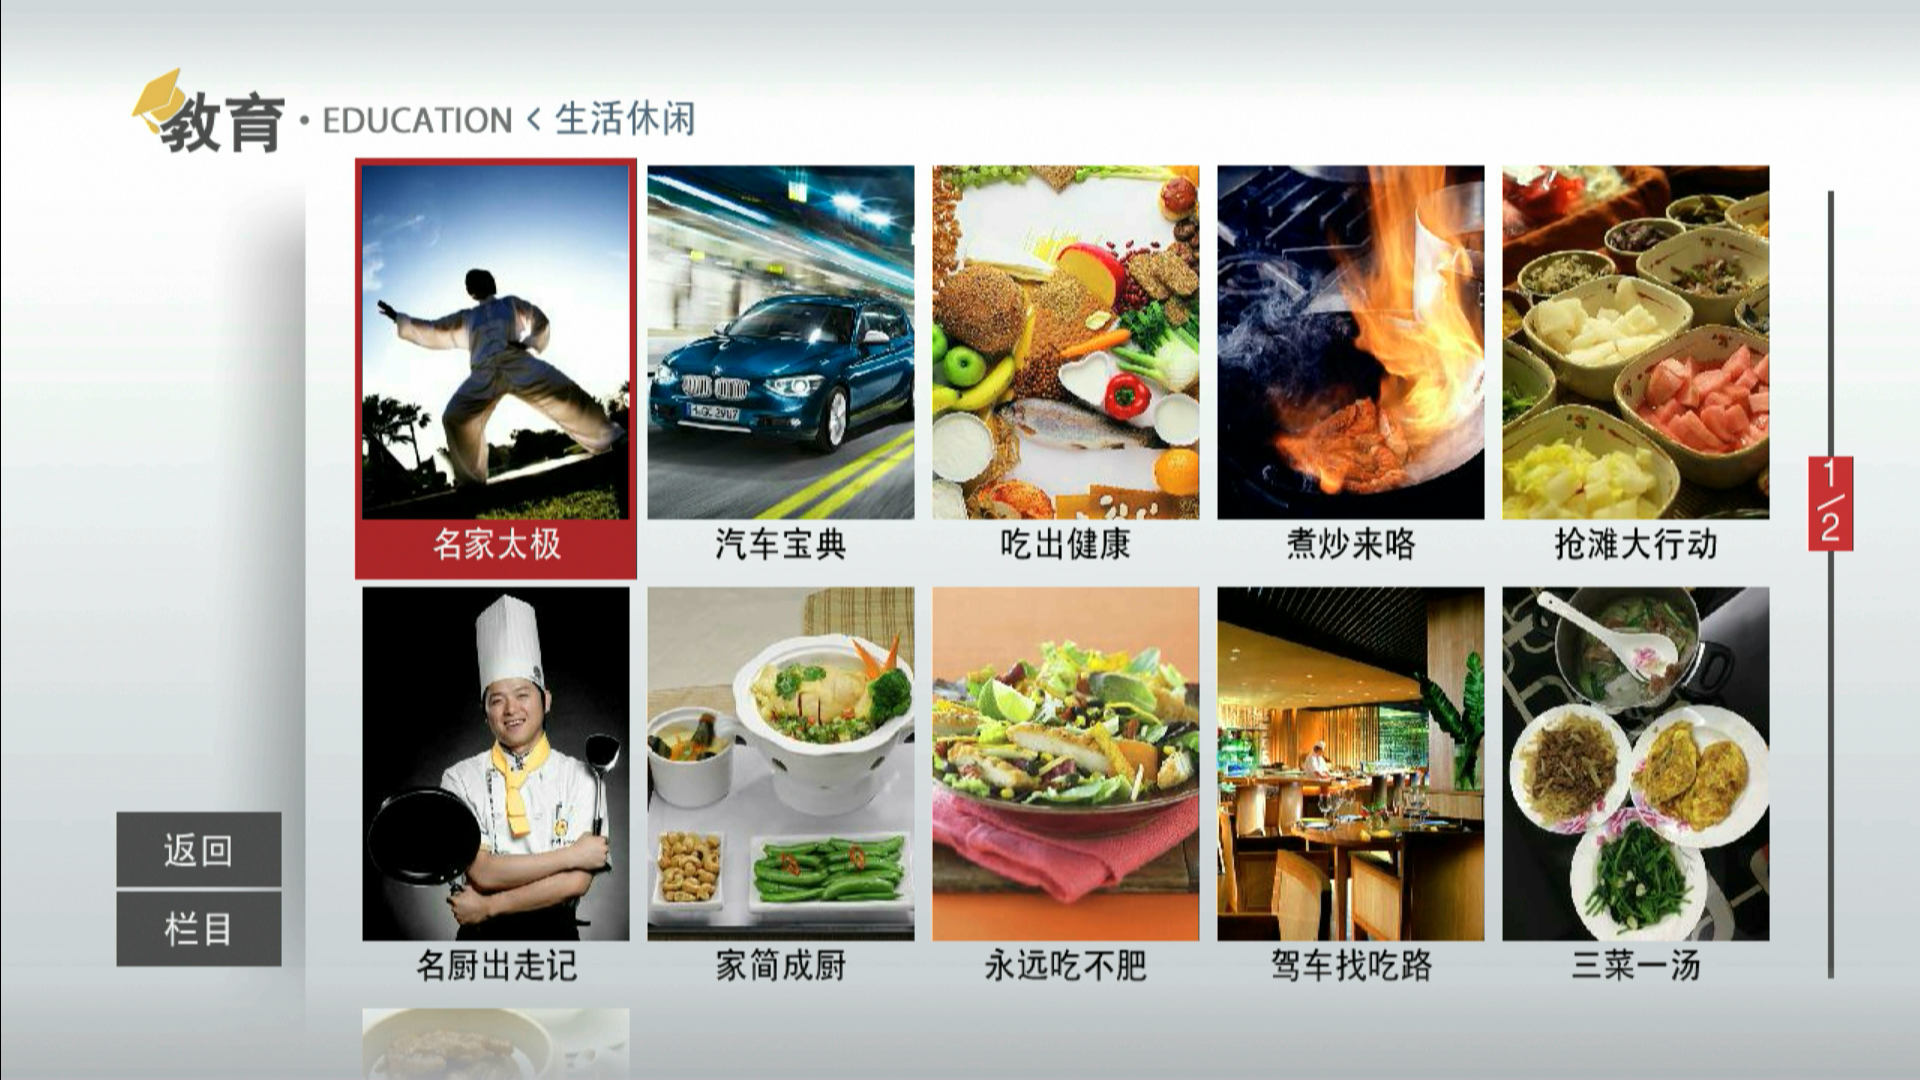 教育·EDUCATION < 生活休闲
名家太极
汽车宝典
吃出健康
煮炒来咯
抢滩大行动
1/2
名厨出走记
家简成厨
永远吃不肥
驾车找吃路
三菜一汤
返回
栏目